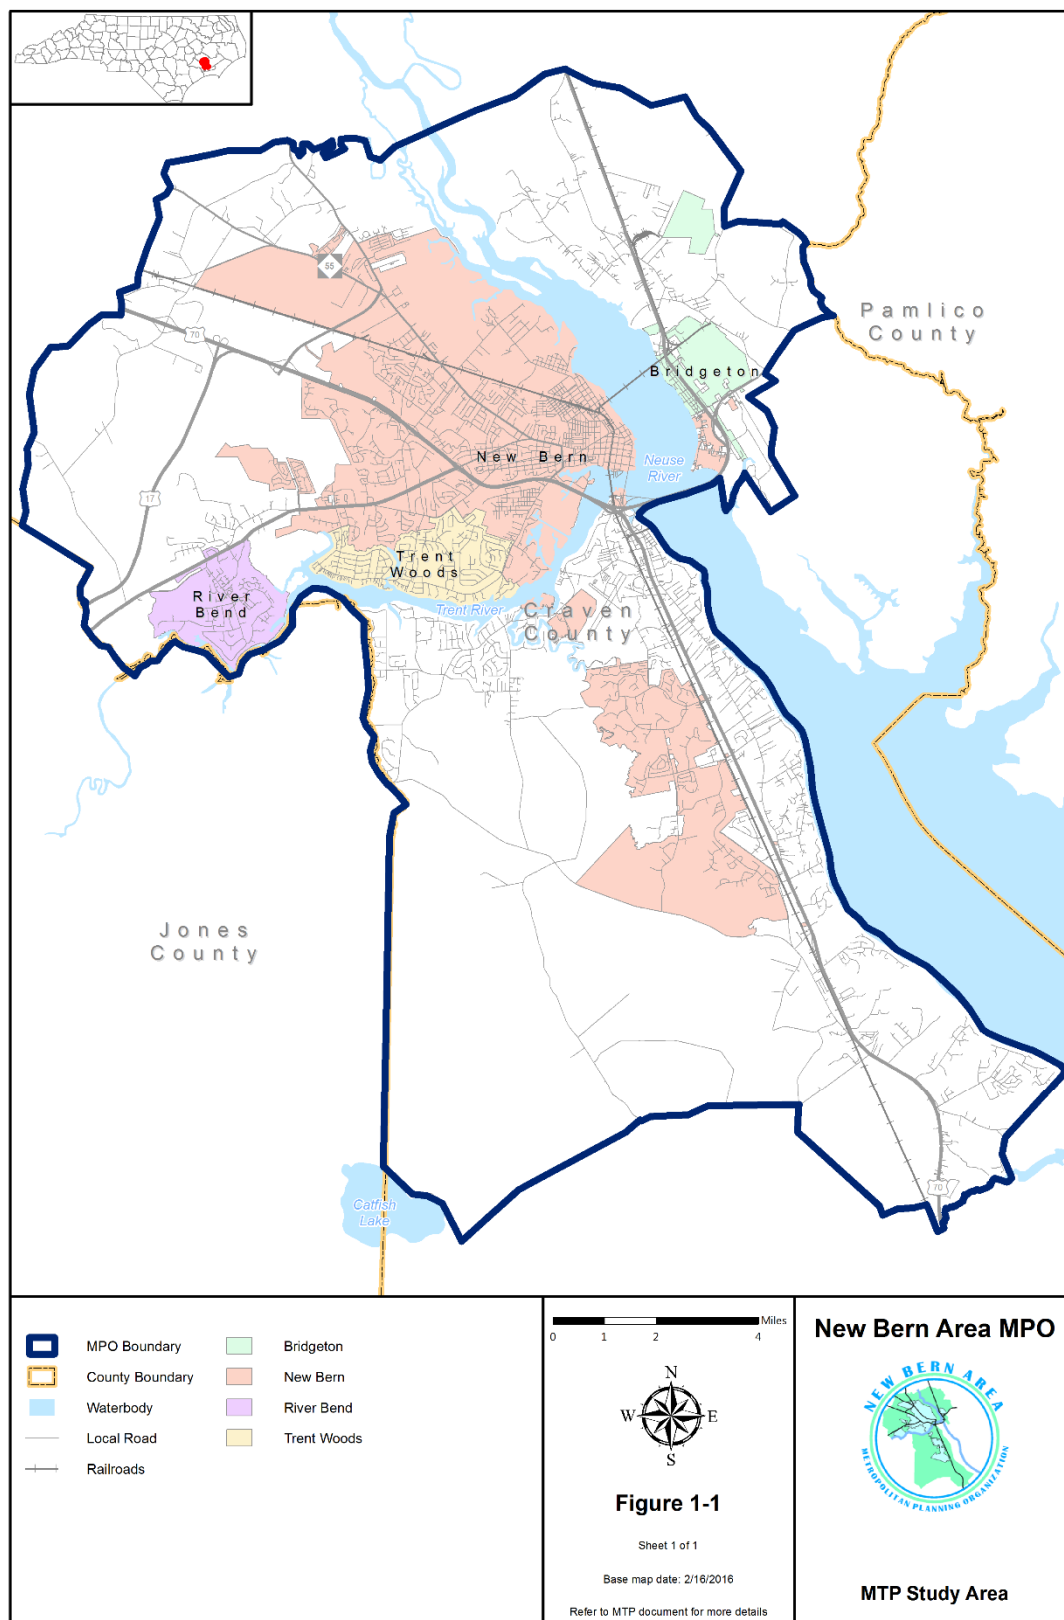 55
70
17
Pamlico
County
Bridgeton
New Bern
Neuse
River
Trent
Woods
River
Bend
Trent River
Craven
County
Jones
County
Catfish
Lake
70
MPO Boundary
County Boundary
Waterbody
Local Road
Railroads
Bridgeton
New Bern
River Bend
Trent Woods
0 1 2 4 Miles
N
W E
S
Figure 1-1
Sheet 1 of 1
Base map date: 2/16/2016
Refer to MTP document for more details
New Bern Area MPO
NEW BERN AREA
METROPOLITAN PLANNING ORGANIZATION
MTP Study Area